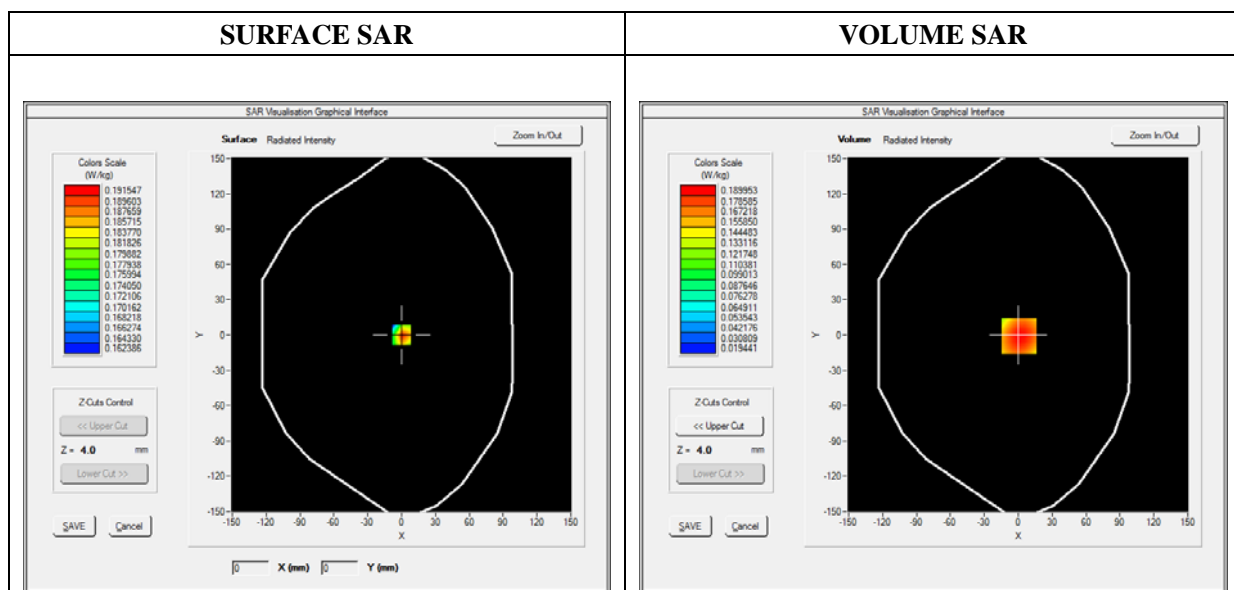 SURFACE SAR
VOLUME SAR
SAR Visualisation Graphical Interface
Surface Radiated Intensity
Zoom In/Out
Colors Scale
(W/kg)
0.191547
0.189603
0.187659
0.185715
0.183770
0.181826
0.179882
0.177938
0.175994
0.174050
0.172106
0.170162
0.168218
0.166274
0.164330
0.162386
150
120
90
60
30
0
-30
-60
-90
-120
-150
Y
-150 -120 -90 -60 -30 0 30 60 90 120 150
X
Z-Cuts Control
<< Upper Cut
Z = 4.0 mm
Lower Cut >>
SAVE Cancel
0 X (mm) 0 Y (mm)
SAR Visualisation Graphical Interface
Volume Radiated Intensity
Zoom In/Out
Colors Scale
(W/kg)
0.189953
0.178585
0.167218
0.155850
0.144483
0.133116
0.121748
0.110381
0.099013
0.087646
0.076278
0.064911
0.053543
0.042176
0.030809
0.019441
150
120
90
60
30
0
-30
-60
-90
-120
-150
Y
-150 -120 -90 -60 -30 0 30 60 90 120 150
X
Z-Cuts Control
<< Upper Cut
Z = 4.0 mm
Lower Cut >>
SAVE Cancel